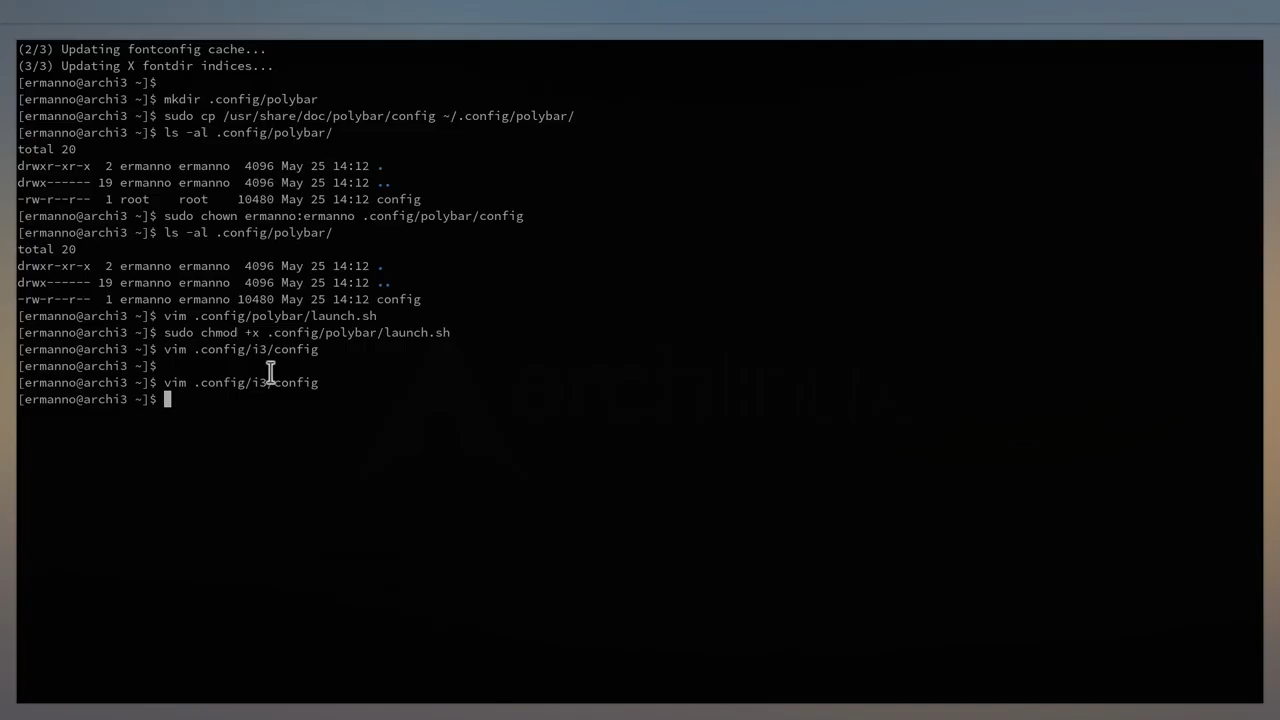 (2/3) Updating fontconfig cache...
(3/3) Updating X fontdir indices...
[ermanno@archi3 ~]$
[ermanno@archi3 ~]$ mkdir .config/polybar
[ermanno@archi3 ~]$ sudo cp /usr/share/doc/polybar/config ~/.config/polybar/
[ermanno@archi3 ~]$ ls -al .config/polybar/
total 20
drwxr-xr-x  2 ermanno ermanno  4096 May 25 14:12 .
drwx------ 19 ermanno ermanno  4096 May 25 14:12 ..
-rw-r--r--  1 root    root    10480 May 25 14:12 config
[ermanno@archi3 ~]$ sudo chown ermanno:ermanno .config/polybar/config
[ermanno@archi3 ~]$ ls -al .config/polybar/
total 20
drwxr-xr-x  2 ermanno ermanno  4096 May 25 14:12 .
drwx------ 19 ermanno ermanno  4096 May 25 14:12 ..
-rw-r--r--  1 ermanno ermanno 10480 May 25 14:12 config
[ermanno@archi3 ~]$ vim .config/polybar/launch.sh
[ermanno@archi3 ~]$ sudo chmod +x .config/polybar/launch.sh
[ermanno@archi3 ~]$ vim .config/i3/config
[ermanno@archi3 ~]$
[ermanno@archi3 ~]$ vim .config/i3/config
[ermanno@archi3 ~]$